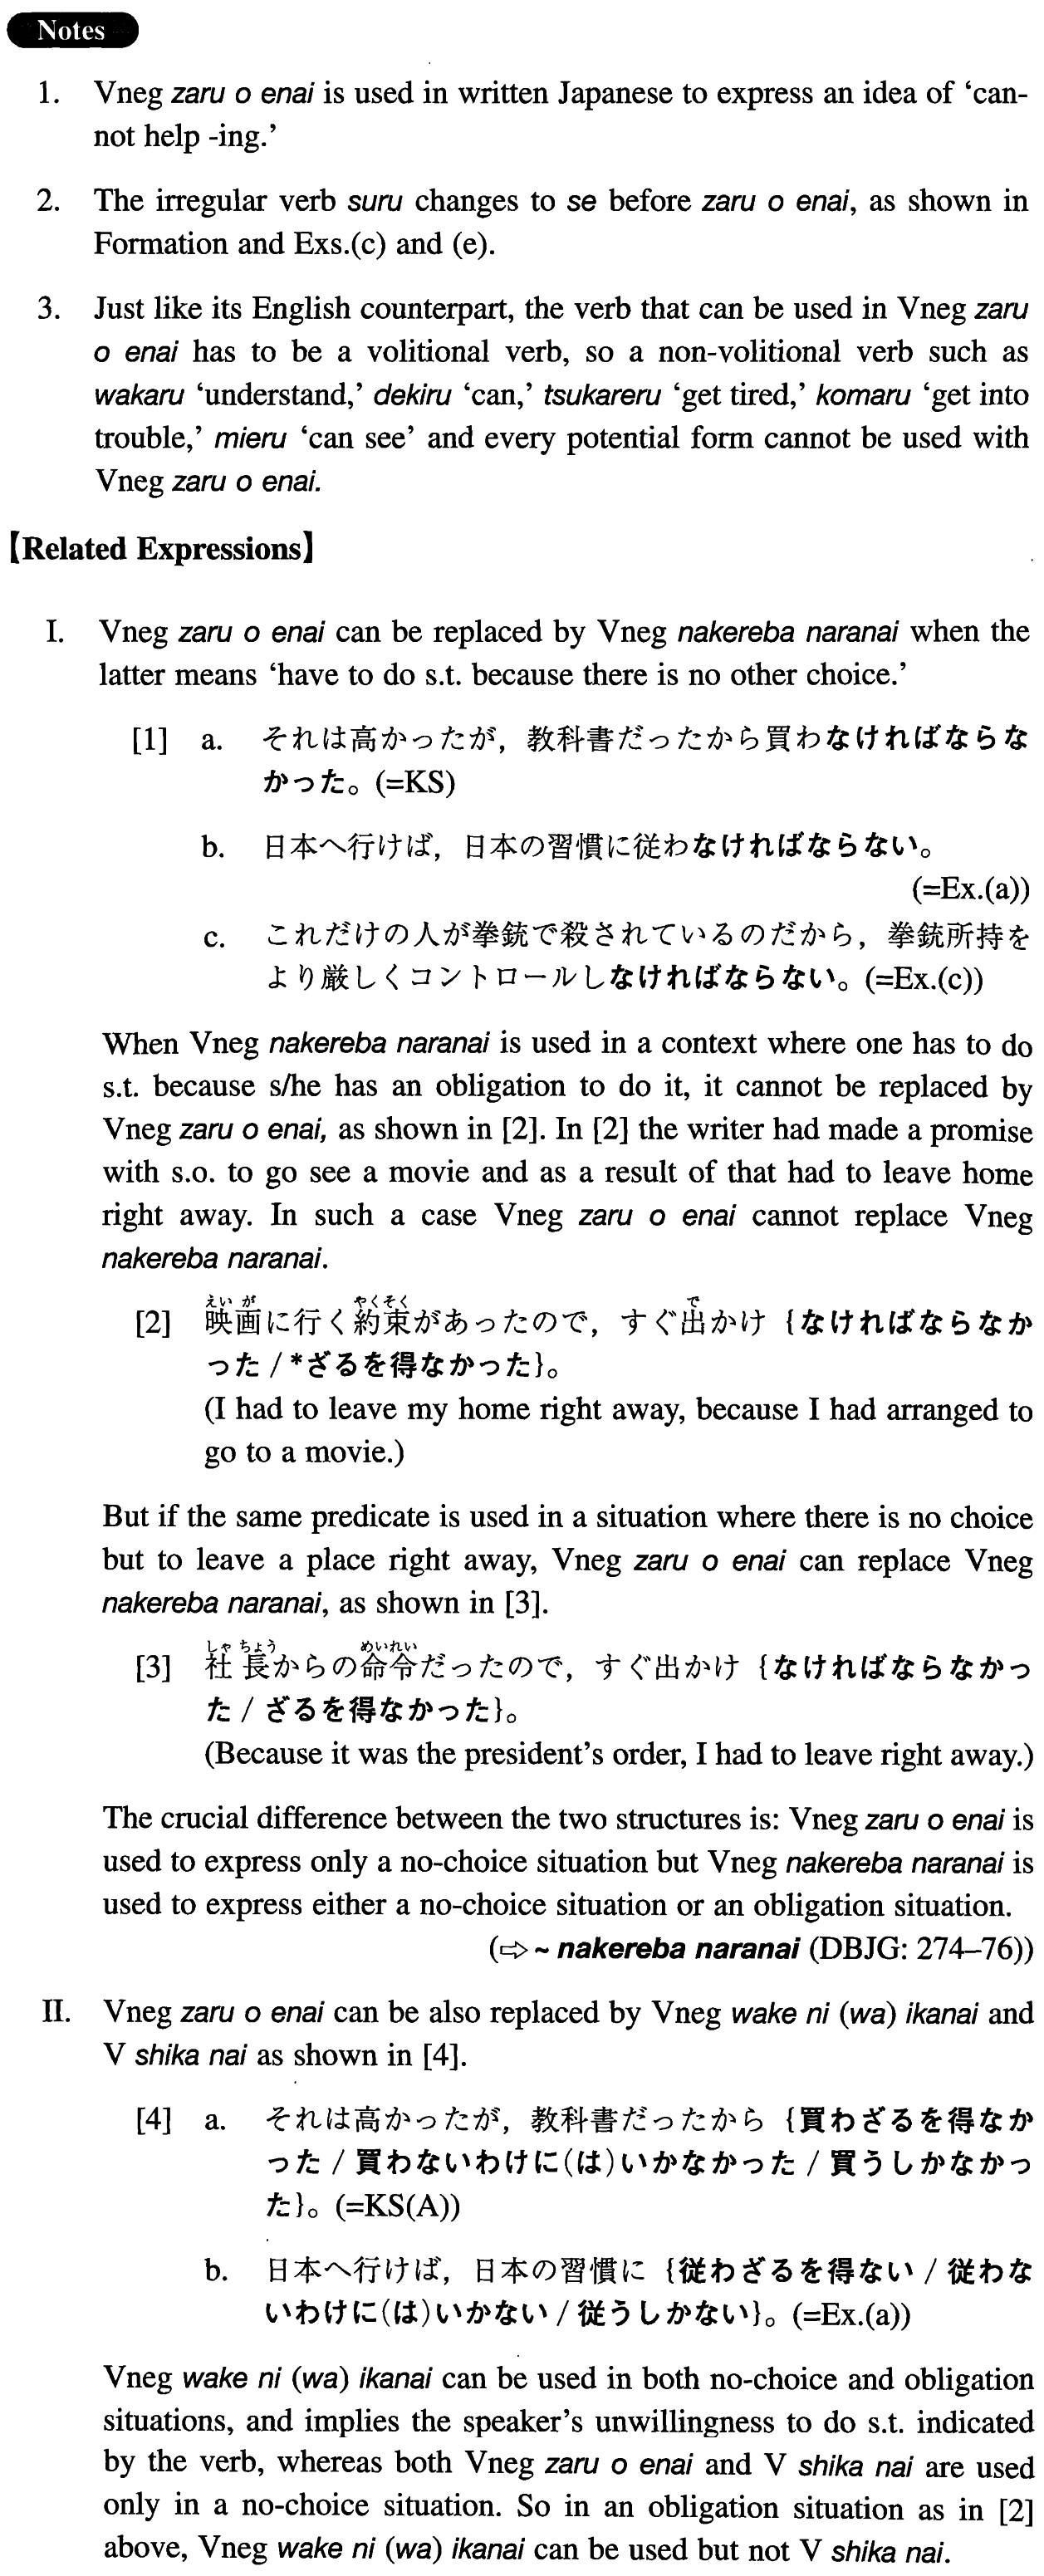 Notes
1. Vneg zaru o enai is used in written Japanese to express an idea of ‘can-
not help -ing.’
2. The irregular verb suru changes to se before zaru o enai, as shown in
Formation and Exs.(c) and (e).
3. Just like its English counterpart, the verb that can be used in Vneg zaru
o enai has to be a volitional verb, so a non-volitional verb such as
wakaru ‘understand,’ dekiru ‘can,’ tsukareru ‘get tired,’ komaru ‘get into
trouble,’ mieru ‘can see’ and every potential form cannot be used with
Vneg zaru o enai.
【Related Expressions】
I. Vneg zaru o enai can be replaced by Vneg nakereba naranai when the
latter means ‘have to do s.t. because there is no other choice.’
[1] a. それは高かったが，教科書だったから買わなければならな
かった。(=KS)
b. 日本へ行けば，日本の習慣に従わなければならない。
(=Ex.(a))
c. これだけの人が拳銃で殺されているのだから，拳銃所持を
より厳しくコントロールしなければならない。(=Ex.(c))
When Vneg nakereba naranai is used in a context where one has to do
s.t. because s/he has an obligation to do it, it cannot be replaced by
Vneg zaru o enai, as shown in [2]. In [2] the writer had made a promise
with s.o. to go see a movie and as a result of that had to leave home
right away. In such a case Vneg zaru o enai cannot replace Vneg
nakereba naranai.
えいが やくそく で
[2] 映画に行く約束があったので，すぐ出かけ {なければならなか
った / *ざるを得なかった}。
(I had to leave my home right away, because I had arranged to
go to a movie.)
But if the same predicate is used in a situation where there is no choice
but to leave a place right away, Vneg zaru o enai can replace Vneg
nakereba naranai, as shown in [3].
しゃちょう めいれい
[3] 社長からの命令だったので，すぐ出かけ {なければならなかっ
た / ざるを得なかった}。
(Because it was the president’s order, I had to leave right away.)
The crucial difference between the two structures is: Vneg zaru o enai is
used to express only a no-choice situation but Vneg nakereba naranai is
used to express either a no-choice situation or an obligation situation.
(⇨ ~ nakereba naranai (DBJG: 274–76))
II. Vneg zaru o enai can be also replaced by Vneg wake ni (wa) ikanai and
V shika nai as shown in [4].
[4] a. それは高かったが，教科書だったから {買わざるを得なか
った / 買わないわけに(は)いかなかった / 買うしかなかっ
た}。(=KS(A))
b. 日本へ行けば，日本の習慣に {従わざるを得ない / 従わな
いわけに(は)いかない / 従うしかない}。(=Ex.(a))
Vneg wake ni (wa) ikanai can be used in both no-choice and obligation
situations, and implies the speaker’s unwillingness to do s.t. indicated
by the verb, whereas both Vneg zaru o enai and V shika nai are used
only in a no-choice situation. So in an obligation situation as in [2]
above, Vneg wake ni (wa) ikanai can be used but not V shika nai.